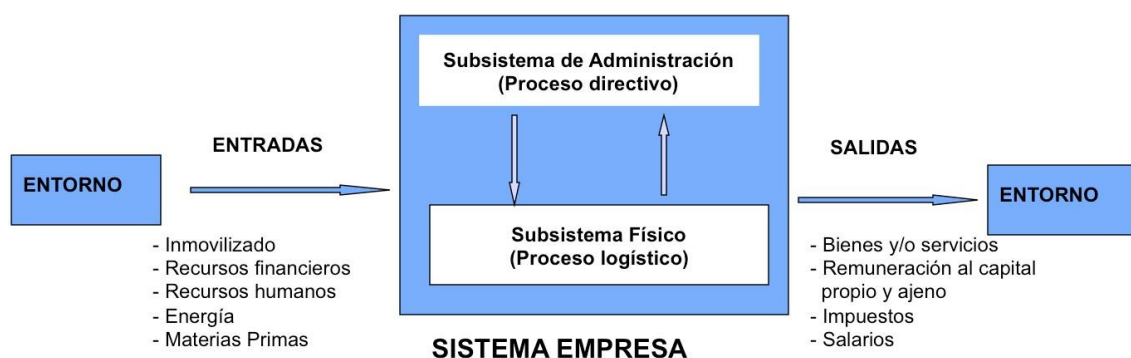 Subsistema de Administración
(Proceso directivo)
ENTRADAS
SALIDAS
ENTORNO
ENTORNO
Subsistema Físico
(Proceso logístico)
- Inmovilizado
- Recursos financieros
- Recursos humanos
- Energía
- Materias Primas
- Bienes y/o servicios
- Remuneración al capital
propio y ajeno
- Impuestos
- Salarios
SISTEMA EMPRESA